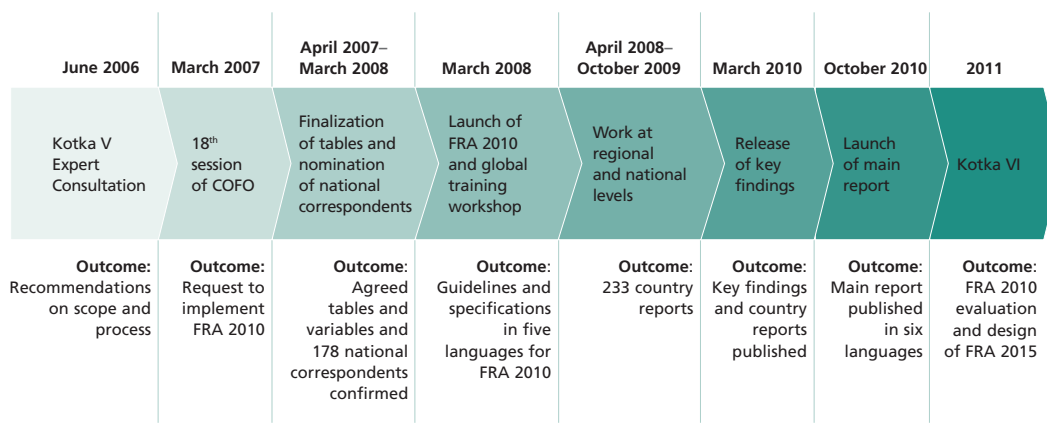 June 2006
March 2007
April 2007–
March 2008
March 2008
April 2008–
October 2009
March 2010
October 2010
2011
Kotka V
Expert
Consultation
18th
session
of COFO
Finalization
of tables and
nomination
of national
correspondents
Launch of
FRA 2010
and global
training
workshop
Work at
regional
and national
levels
Release
of key
findings
Launch
of main
report
Kotka VI
Outcome:
Recommendations
on scope and
process
Outcome:
Request to
implement
FRA 2010
Outcome:
Agreed
tables and
variables and
178 national
correspondents
confirmed
Outcome:
Guidelines and
specifications
in five
languages for
FRA 2010
Outcome:
233 country
reports
Outcome:
Key findings
and country
reports
published
Outcome:
Main report
published
in six
languages
Outcome:
FRA 2010
evaluation
and design
of FRA 2015